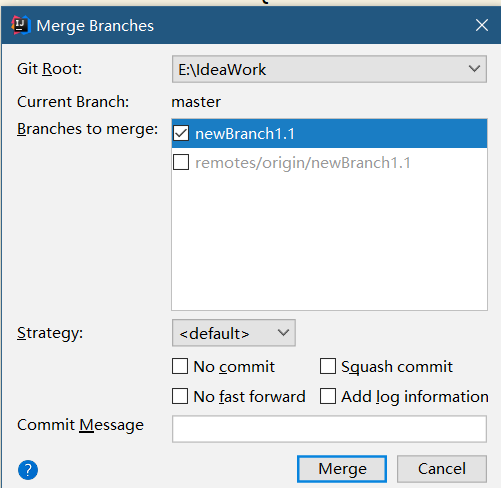 Merge Branches
Git Root: E:\IdeaWork
Current Branch: master
Branches to merge: newBranch1.1
remotes/origin/newBranch1.1
Strategy: <default>
No commit Squash commit
No fast forward Add log information
Commit Message
? Merge Cancel